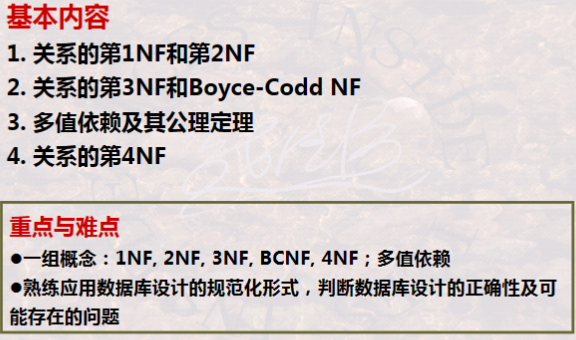 基本内容
1. 关系的第1NF和第2NF
2. 关系的第3NF和Boyce-Codd NF
3. 多值依赖及其公理定理
4. 关系的第4NF
重点与难点
●一组概念：1NF, 2NF, 3NF, BCNF, 4NF；多值依赖
●熟练应用数据库设计的规范化形式，判断数据库设计的正确性及可
能存在的问题